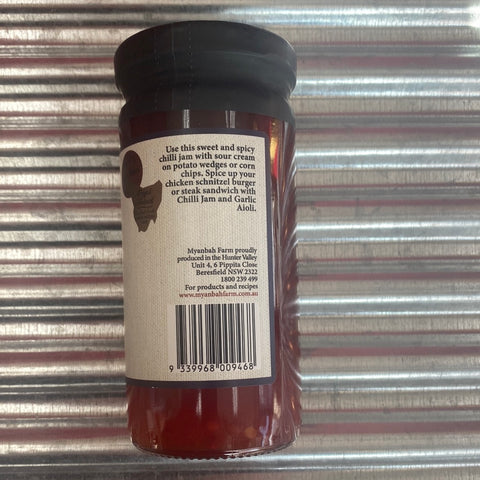 Use this sweet and spicy
chilli jam with sour cream
on potato wedges or corn
chips. Spice up your
chicken schnitzel burger
or steak sandwich with
Chilli Jam and Garlic
Aioli.
Myanbah Farm proudly
produced in the Hunter Valley
Unit 4, 6 Pippita Close
Beresfield NSW 2322
1800 239 499
For products and recipes
www.myanbahfarm.com.au
9 339968 009468